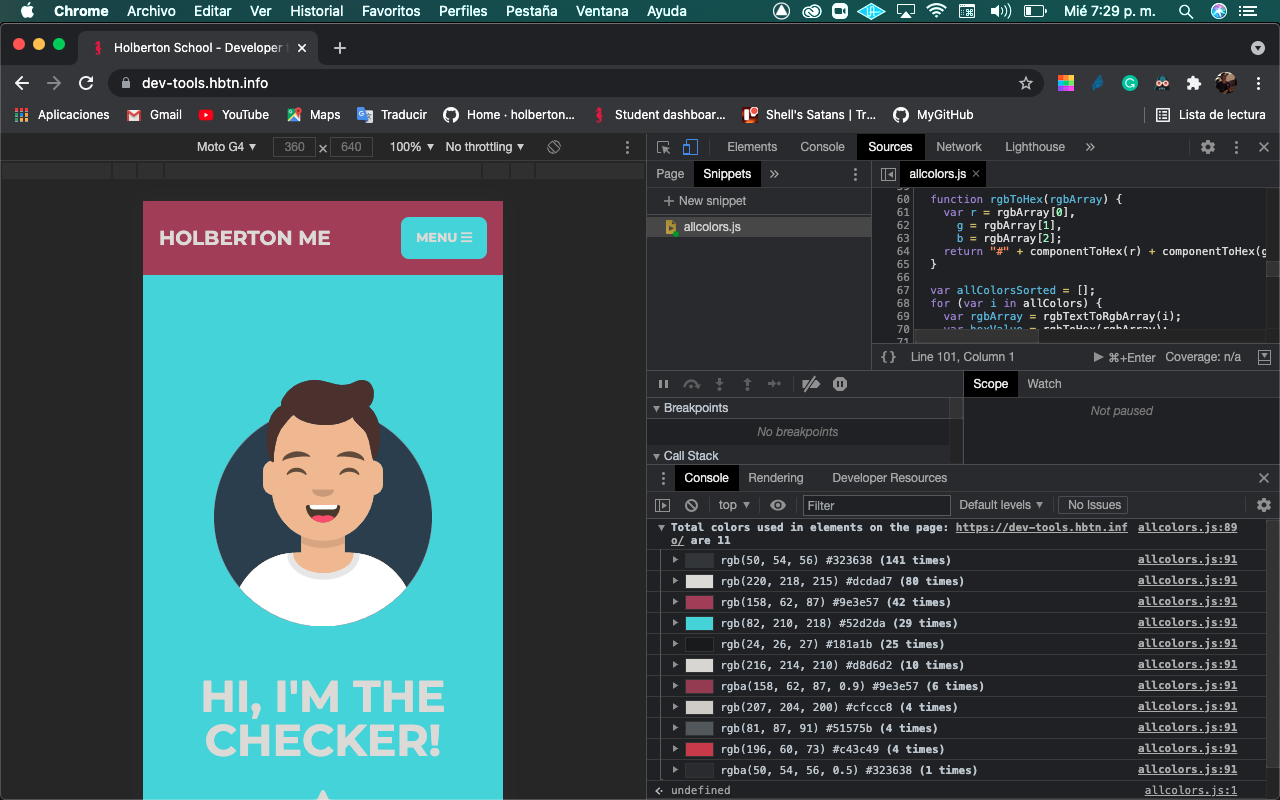 Chrome Archivo Editar Ver Historial Favoritos Perfiles Pestaña Ventana Ayuda Mié 7:29 p. m.
Holberton School - Developer
dev-tools.hbtn.info
Aplicaciones Gmail YouTube Maps Traducir Home · holberton... Student dashboar... Shell's Satans | Tr... MyGitHub Lista de lectura
Moto G4 360 x 640 100% No throttling
Elements Console Sources Network Lighthouse
Page Snippets
allcolors.js
New snippet
allcolors.js
60 function rgbToHex(rgbArray) {
61 var r = rgbArray[0],
62 g = rgbArray[1],
63 b = rgbArray[2];
64 return "#" + componentToHex(r) + componentToHex(g
65 }
66
67 var allColorsSorted = [];
68 for (var i in allColors) {
69 var rgbArray = rgbTextToRgbArray(i);
70 var hexValue = rgbToHex(rgbArray);
71
{} Line 101, Column 1 ⌘+Enter Coverage: n/a
Breakpoints
No breakpoints
Call Stack
Scope Watch
Not paused
Console Rendering Developer Resources
top Filter Default levels No Issues
Total colors used in elements on the page: https://dev-tools.hbtn.inf allcolors.js:89
o/ are 11
rgb(50, 54, 56) #323638 (141 times) allcolors.js:91
rgb(220, 218, 215) #dcdad7 (80 times) allcolors.js:91
rgb(158, 62, 87) #9e3e57 (42 times) allcolors.js:91
rgb(82, 210, 218) #52d2da (29 times) allcolors.js:91
rgb(24, 26, 27) #181a1b (25 times) allcolors.js:91
rgb(216, 214, 210) #d8d6d2 (10 times) allcolors.js:91
rgba(158, 62, 87, 0.9) #9e3e57 (6 times) allcolors.js:91
rgb(207, 204, 200) #cfccc8 (4 times) allcolors.js:91
rgb(81, 87, 91) #51575b (4 times) allcolors.js:91
rgb(196, 60, 73) #c43c49 (4 times) allcolors.js:91
rgba(50, 54, 56, 0.5) #323638 (1 times) allcolors.js:91
undefined allcolors.js:1
HOLBERTON ME
MENU
HI, I'M THE
CHECKER!